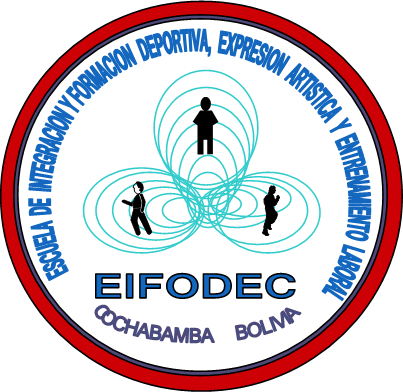 ESCUELA DE INTEGRACION Y FORMACION DEPORTIVA, EXPRESION ARTISTICA Y ENTRENAMIENTO LABORAL
EIFODEC
COCHABAMBA BOLIVIA